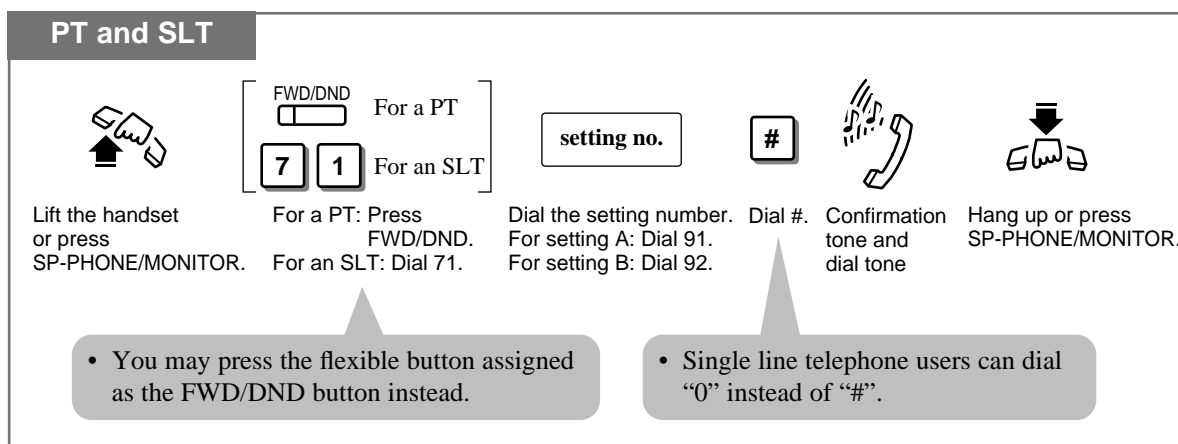 PT and SLT
FWD/DND
For a PT
7 1 For an SLT
setting no.
#
Lift the handset
or press
SP-PHONE/MONITOR.
For a PT: Press
FWD/DND.
For an SLT: Dial 71.
Dial the setting number.
For setting A: Dial 91.
For setting B: Dial 92.
Dial #.
Confirmation
tone and
dial tone
Hang up or press
SP-PHONE/MONITOR.
• You may press the flexible button assigned
as the FWD/DND button instead.
• Single line telephone users can dial
“0” instead of “#”.